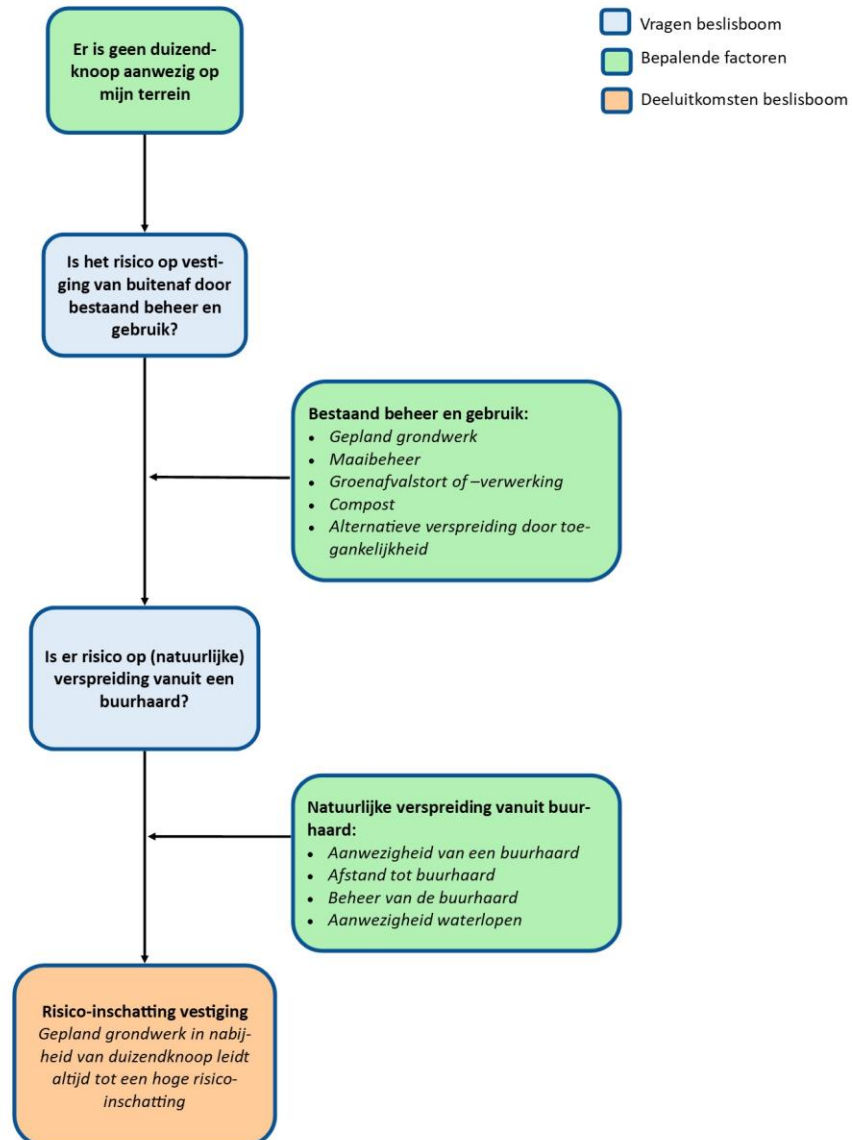 Er is geen duizend-
knoop aanwezig op
mijn terrein
Vragen beslisboom
Bepalende factoren
Deeluitkomsten beslisboom
Is het risico op vesti-
ging van buitenaf door
bestaand beheer en
gebruik?
Bestaand beheer en gebruik:
• Gepland grondwerk
• Maaibeheer
• Groenafvalstort of –verwerking
• Compost
• Alternatieve verspreiding door toe-
gankelijkheid
Is er risico op (natuurlijke)
verspreiding vanuit een
buurhaard?
Natuurlijke verspreiding vanuit buur-
haard:
• Aanwezigheid van een buurhaard
• Afstand tot buurhaard
• Beheer van de buurhaard
• Aanwezigheid waterlopen
Risico-inschatting vestiging
Gepland grondwerk in nabij-
heid van duizendknoop leidt
altijd tot een hoge risico-
inschatting